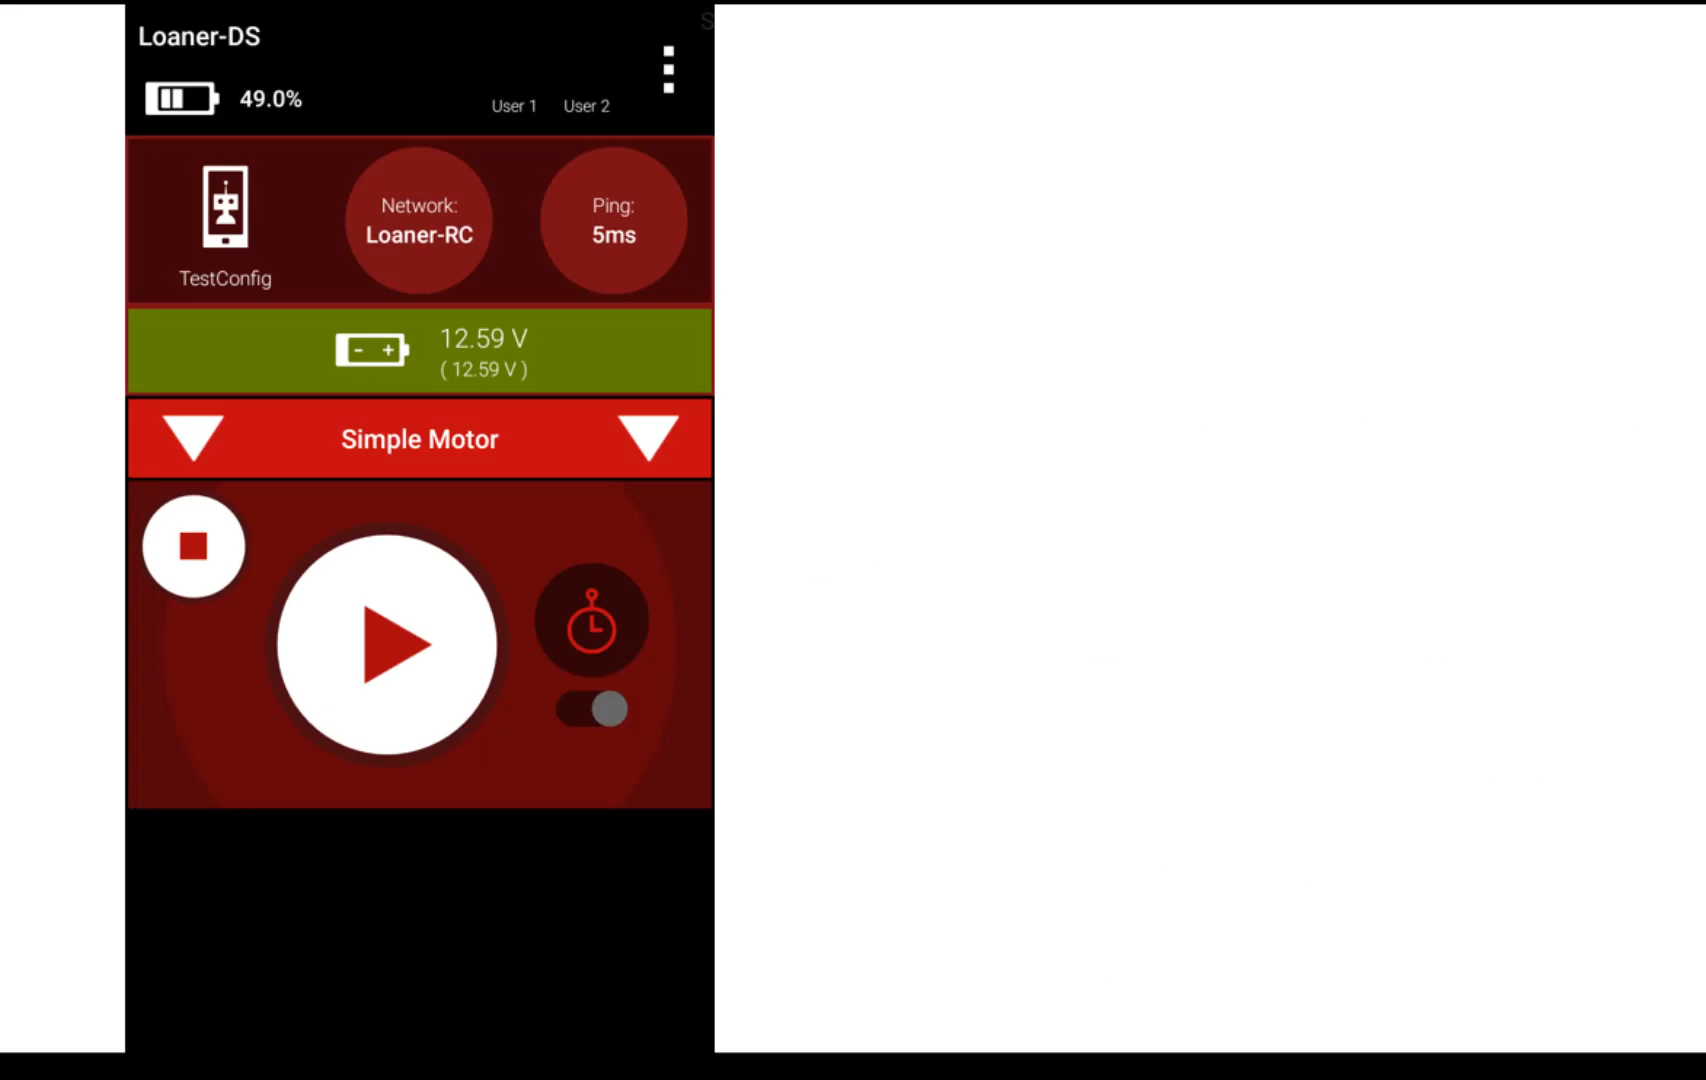 Loaner-DS
49.0%
User 1 User 2
Network:
Loaner-RC
Ping:
5ms
TestConfig
12.59 V
( 12.59 V )
Simple Motor